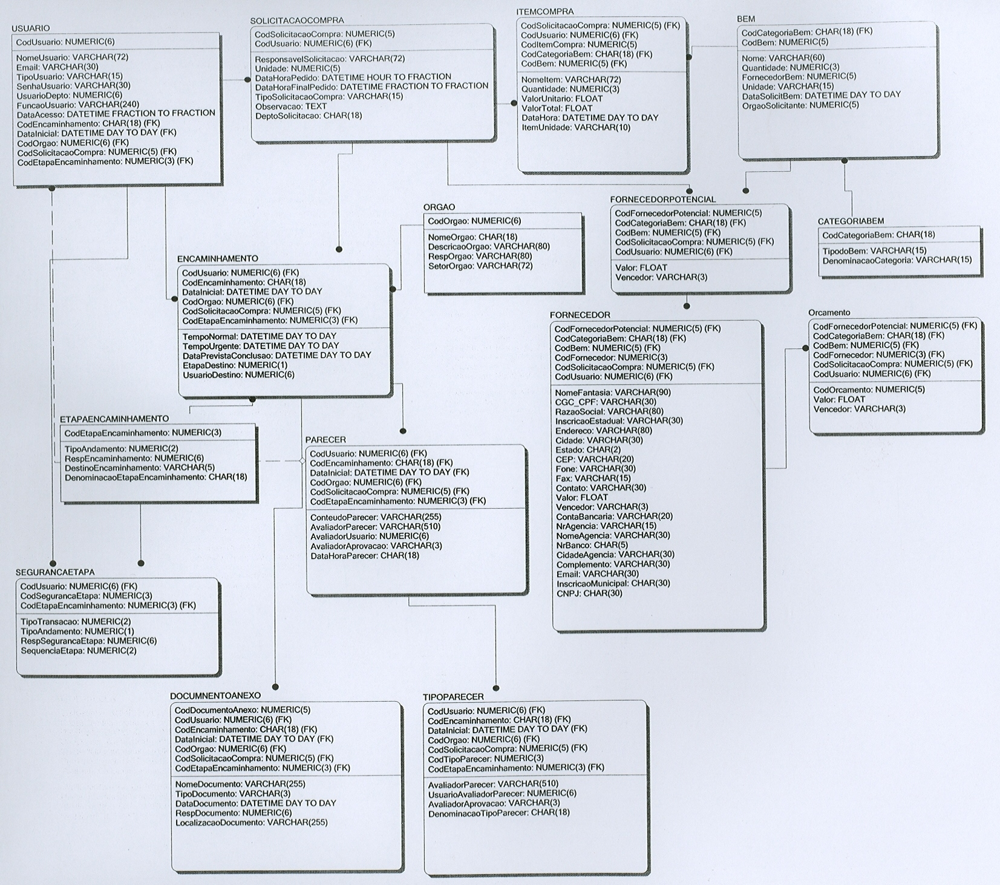 USUARIO
CodUsuario: NUMERIC(6)
NomeUsuario: VARCHAR(72)
Email: VARCHAR(30)
TipoUsuario: VARCHAR(15)
SenhaUsuario: VARCHAR(30)
UsuarioDepto: NUMERIC(6)
FuncaoUsuario: VARCHAR(240)
DataAcesso: DATETIME FRACTION TO FRACTION
CodEncaminhamento: CHAR(18) (FK)
DataInicial: DATETIME DAY TO DAY (FK)
CodOrgao: NUMERIC(6) (FK)
CodSolicitacaoCompra: NUMERIC(5) (FK)
CodEtapaEncaminhamento: NUMERIC(3) (FK)
SOLICITACAOCOMPRA
CodSolicitacaoCompra: NUMERIC(5)
CodUsuario: NUMERIC(6) (FK)
ResponsavelSolicitacao: VARCHAR(72)
Unidade: NUMERIC(5)
DataHoraPedido: DATETIME HOUR TO FRACTION
DataHoraFinalPedido: DATETIME FRACTION TO FRACTION
TipoSolicitacaoCompra: VARCHAR(15)
Observacao: TEXT
DeptoSolicitacao: CHAR(18)
ITEMCOMPRA
CodSolicitacaoCompra: NUMERIC(5) (FK)
CodUsuario: NUMERIC(6) (FK)
CodItemCompra: NUMERIC(5)
CodCategoriaBem: CHAR(18) (FK)
CodBem: NUMERIC(5) (FK)
NomeItem: VARCHAR(72)
Quantidade: NUMERIC(3)
ValorUnitario: FLOAT
ValorTotal: FLOAT
DataHora: DATETIME DAY TO DAY
ItemUnidade: VARCHAR(10)
BEM
CodCategoriaBem: CHAR(18) (FK)
CodBem: NUMERIC(5)
Nome: VARCHAR(60)
Quantidade: NUMERIC(3)
FornecedorBem: NUMERIC(5)
Unidade: VARCHAR(15)
DataSolicitBem: DATETIME DAY TO DAY
OrgaoSolicitante: NUMERIC(5)
ORGAO
CodOrgao: NUMERIC(6)
NomeOrgao: CHAR(18)
DescricaoOrgao: VARCHAR(80)
RespOrgao: VARCHAR(80)
SetorOrgao: VARCHAR(72)
FORNECEDORPOTENCIAL
CodFornecedorPotencial: NUMERIC(5)
CodCategoriaBem: CHAR(18) (FK)
CodBem: NUMERIC(5) (FK)
CodSolicitacaoCompra: NUMERIC(5) (FK)
CodUsuario: NUMERIC(6) (FK)
Valor: FLOAT
Vencedor: VARCHAR(3)
CATEGORIABEM
CodCategoriaBem: CHAR(18)
TipodoBem: VARCHAR(15)
DenominacaoCategoria: VARCHAR(15)
ENCAMINHAMENTO
CodUsuario: NUMERIC(6) (FK)
CodEncaminhamento: CHAR(18)
DataInicial: DATETIME DAY TO DAY
CodOrgao: NUMERIC(6) (FK)
CodSolicitacaoCompra: NUMERIC(5) (FK)
CodEtapaEncaminhamento: NUMERIC(3) (FK)
TempoNormal: DATETIME DAY TO DAY
TempoUrgente: DATETIME DAY TO DAY
DataPrevistaConclusao: DATETIME DAY TO DAY
EtapaDestino: NUMERIC(1)
UsuarioDestino: NUMERIC(6)
FORNECEDOR
CodFornecedorPotencial: NUMERIC(5) (FK)
CodCategoriaBem: CHAR(18) (FK)
CodBem: NUMERIC(5) (FK)
CodFornecedor: NUMERIC(3)
CodSolicitacaoCompra: NUMERIC(5) (FK)
CodUsuario: NUMERIC(6) (FK)
NomeFantasia: VARCHAR(90)
CGC_CPF: VARCHAR(30)
RazaoSocial: VARCHAR(80)
InscricaoEstadual: VARCHAR(30)
Endereco: VARCHAR(80)
Cidade: VARCHAR(30)
Estado: CHAR(2)
CEP: VARCHAR(20)
Fone: VARCHAR(30)
Fax: VARCHAR(15)
Contato: VARCHAR(30)
Valor: FLOAT
Vencedor: VARCHAR(3)
ContaBancaria: VARCHAR(20)
NrAgencia: VARCHAR(15)
NomeAgencia: VARCHAR(30)
NrBanco: CHAR(5)
CidadeAgencia: VARCHAR(30)
Complemento: VARCHAR(30)
Email: VARCHAR(30)
InscricaoMunicipal: CHAR(30)
CNPJ: CHAR(30)
Orcamento
CodFornecedorPotencial: NUMERIC(5) (FK)
CodCategoriaBem: CHAR(18) (FK)
CodBem: NUMERIC(5) (FK)
CodFornecedor: NUMERIC(3) (FK)
CodSolicitacaoCompra: NUMERIC(5) (FK)
CodUsuario: NUMERIC(6) (FK)
CodOrcamento: NUMERIC(5)
Valor: FLOAT
Vencedor: VARCHAR(3)
ETAPAENCAMINHAMENTO
CodEtapaEncaminhamento: NUMERIC(3)
TipoAndamento: NUMERIC(2)
RespEncaminhamento: NUMERIC(6)
DestinoEncaminhamento: VARCHAR(5)
DenominacaoEtapaEncaminhamento: CHAR(18)
PARECER
CodUsuario: NUMERIC(6) (FK)
CodEncaminhamento: CHAR(18) (FK)
DataInicial: DATETIME DAY TO DAY (FK)
CodOrgao: NUMERIC(6) (FK)
CodSolicitacaoCompra: NUMERIC(5) (FK)
CodEtapaEncaminhamento: NUMERIC(3) (FK)
ConteudoParecer: VARCHAR(255)
AvaliadorParecer: VARCHAR(510)
AvaliadorUsuario: NUMERIC(6)
AvaliadorAprovacao: VARCHAR(3)
DataHoraParecer: CHAR(18)
SEGURANCAETAPA
CodUsuario: NUMERIC(6) (FK)
CodSegurancaEtapa: NUMERIC(3)
CodEtapaEncaminhamento: NUMERIC(3) (FK)
TipoTransacao: NUMERIC(2)
TipoAndamento: NUMERIC(1)
RespSegurancaEtapa: NUMERIC(6)
SequenciaEtapa: NUMERIC(2)
DOCUMNENTOANEXO
CodDocumentoAnexo: NUMERIC(5)
CodUsuario: NUMERIC(6) (FK)
CodEncaminhamento: CHAR(18) (FK)
DataInicial: DATETIME DAY TO DAY (FK)
CodOrgao: NUMERIC(6) (FK)
CodSolicitacaoCompra: NUMERIC(5) (FK)
CodEtapaEncaminhamento: NUMERIC(3) (FK)
NomeDocumento: VARCHAR(255)
TipoDocumento: VARCHAR(3)
DataDocumento: DATETIME DAY TO DAY
RespDocumento: NUMERIC(6)
LocalizacaoDocumento: VARCHAR(255)
TIPOPARECER
CodUsuario: NUMERIC(6) (FK)
CodEncaminhamento: CHAR(18) (FK)
DataInicial: DATETIME DAY TO DAY (FK)
CodOrgao: NUMERIC(6) (FK)
CodSolicitacaoCompra: NUMERIC(5) (FK)
CodTipoParecer: NUMERIC(3)
CodEtapaEncaminhamento: NUMERIC(3) (FK)
AvaliadorParecer: VARCHAR(510)
UsuarioAvaliadorParecer: NUMERIC(6)
AvaliadorAprovacao: VARCHAR(3)
DenominacaoTipoParecer: CHAR(18)